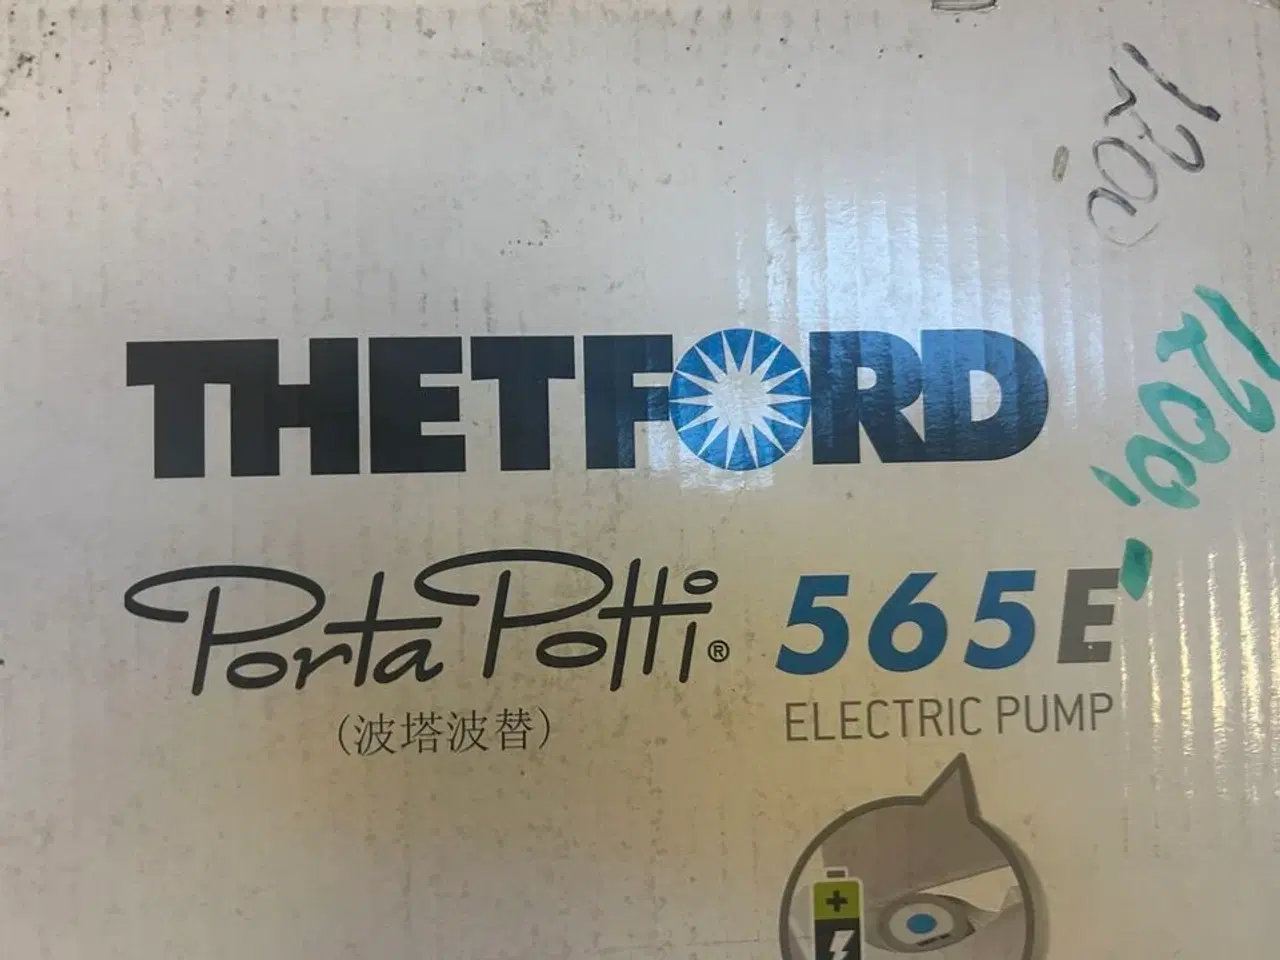 1200
1200,-
THETFORD
Porta Potti® 565E
(波塔波替) ELECTRIC PUMP